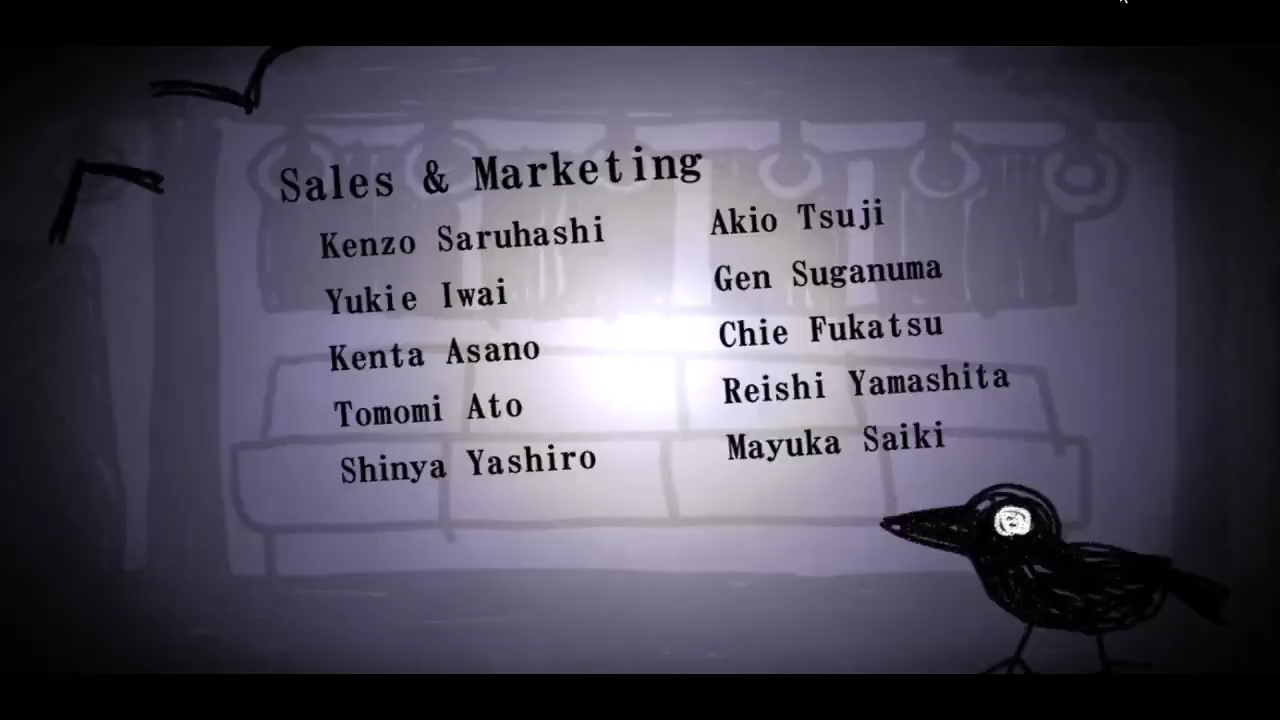 Sales & Marketing
Kenzo Saruhashi
Yukie Iwai
Kenta Asano
Tomomi Ato
Shinya Yashiro
Akio Tsuji
Gen Suganuma
Chie Fukatsu
Reishi Yamashita
Mayuka Saiki